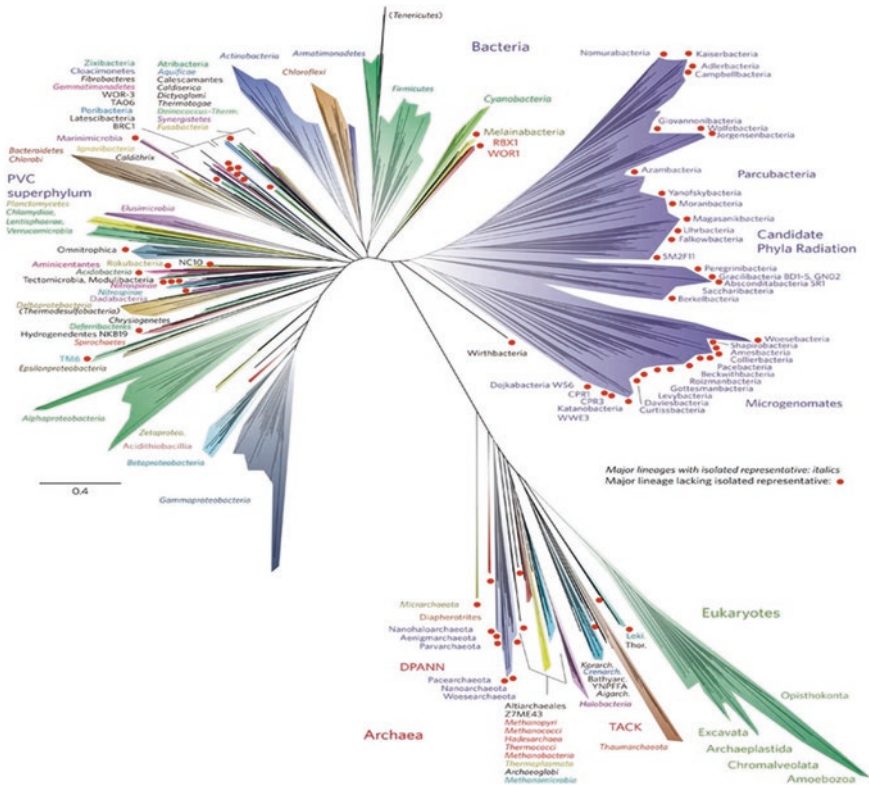 (Tenericutes)
Bacteria
Nomurabacteria
Kaiserbacteria
Adlerbacteria
Campbellbacteria
Zixibacteria
Cloacimonetes
Fibrobacteres
Gemmatimonadetes
WOR-3
TA06
Poribacteria
Latescibacteria
BRC1
Atribacteria
Aquificae
Calescamantes
Caldiserica
Dictyoglomi
Thermotogae
Deinococcus-Therm.
Synergistetes
Fusobacteria
Actinobacteria
Armatimonadetes
Chloroflexi
Firmicutes
Cyanobacteria
Melainabacteria
RBX1
WOR1
Giovannonibacteria
Wolfebacteria
Jorgensenbacteria
Marinimicrobia
Bacteroidetes
Chlorobi
Ignavibacteria
Caldithrix
Azambacteria
Parcubacteria
PVC
superphylum
Planctomycetes
Chlamydiae,
Lentisphaerae,
Verrucomicrobia
Elusimicrobia
Yanofskybacteria
Moranbacteria
Magasanikbacteria
Uhrbacteria
Falkowbacteria
Candidate
Phyla Radiation
Omnitrophica
SM2F11
Aminicentantes
Rokubacteria
NC10
Acidobacteria
Tectomicrobia, Modulibacteria
Nitrospinae
Nitrospirae
Dadabacteria
Deltaproteobacteria
(Thermodesulfobacteria)
Chrysiogenetes
Deferribacteres
Hydrogenedentes NKB19
Spirochaetes
Peregrinibacteria
Gracilibacteria BD1-5, GN02
Absconditabacteria SR1
Saccharibacteria
Berkelbacteria
Wirthbacteria
TM6
Epsilonproteobacteria
Woesebacteria
Shapirobacteria
Amesbacteria
Collierbacteria
Pacebacteria
Beckwithbacteria
Roizmanbacteria
Gottesmanbacteria
Levybacteria
Daviesbacteria
Curtissbacteria
Microgenomates
Dojkabacteria WS6
CPR1
CPR3
Katanobacteria
WWE3
Alphaproteobacteria
Zetaproteo.
Acidithiobacillia
Betaproteobacteria
Gammaproteobacteria
0.4
Major lineages with isolated representative: italics
Major lineage lacking isolated representative:
Micrarchaeota
Diapherotrites
Nanohaloarchaeota
Aenigmarchaeota
Parvarchaeota
DPANN
Pacearchaeota
Nanoarchaeota
Woesearchaeota
Archaea
Altiarchaeales
Z7ME43
Methanopyri
Methanococci
Hadesarchaea
Thermococci
Methanobacteria
Thermoplasmata
Archaeoglobi
Methanomicrobia
Halobacteria
Korarch.
Crenarch.
Bathyarc.
YNPFFA
Aigarch.
TACK
Thaumarchaeota
Loki.
Thor.
Eukaryotes
Opisthokonta
Excavata
Archaeplastida
Chromalveolata
Amoebozoa